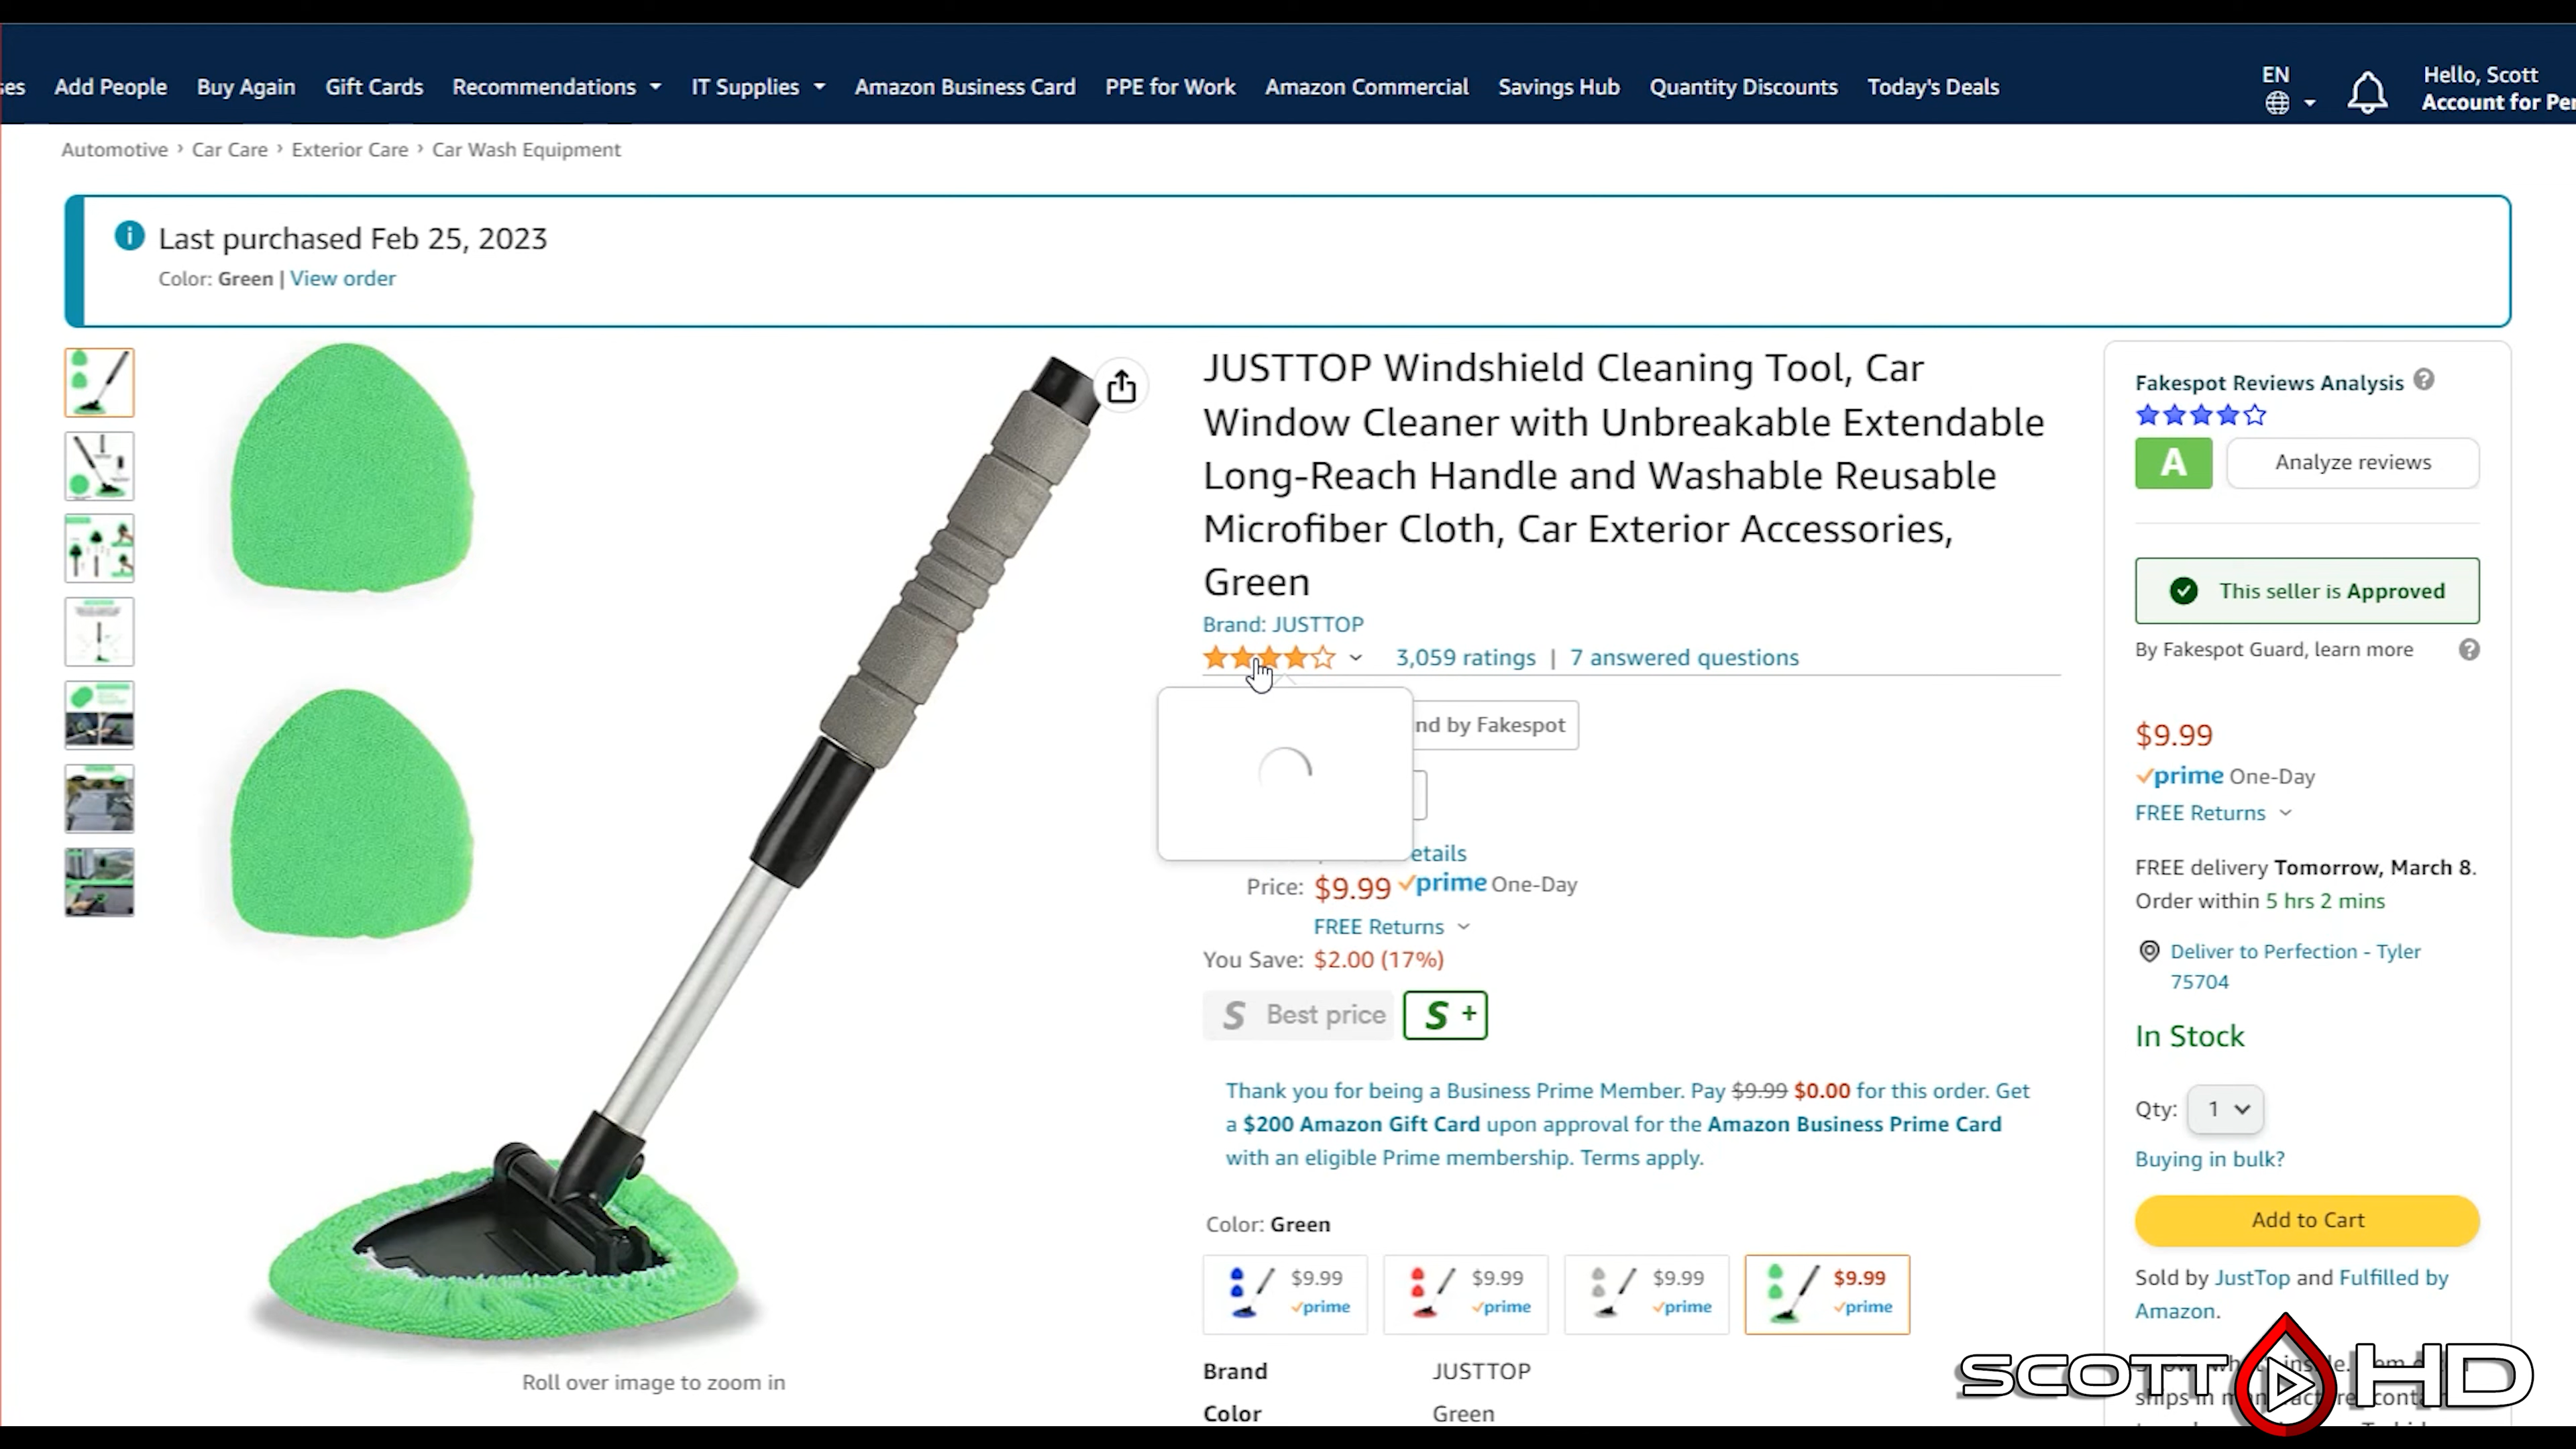 Add People Buy Again Gift Cards Recommendations IT Supplies Amazon Business Card PPE for Work Amazon Commercial Savings Hub Quantity Discounts Today's Deals
EN
Hello, Scott
Account for
Automotive › Car Care › Exterior Care › Car Wash Equipment
Last purchased Feb 25, 2023
Color: Green | View order
JUSTTOP Windshield Cleaning Tool, Car
Window Cleaner with Unbreakable Extendable
Long-Reach Handle and Washable Reusable
Microfiber Cloth, Car Exterior Accessories,
Green
Brand: JUSTTOP
3,059 ratings | 7 answered questions
by Fakespot
Price: $9.99 prime One-Day
FREE Returns
You Save: $2.00 (17%)
S Best price S +
Thank you for being a Business Prime Member. Pay $9.99 $0.00 for this order. Get
a $200 Amazon Gift Card upon approval for the Amazon Business Prime Card
with an eligible Prime membership. Terms apply.
Color: Green
$9.99 $9.99 $9.99 $9.99
prime prime prime prime
Brand JUSTTOP
Color Green
Roll over image to zoom in
Fakespot Reviews Analysis
A Analyze reviews
This seller is Approved
By Fakespot Guard, learn more
$9.99
prime One-Day
FREE Returns
FREE delivery Tomorrow, March 8.
Order within 5 hrs 2 mins
Deliver to Perfection - Tyler
75704
In Stock
Qty: 1
Buying in bulk?
Add to Cart
Sold by JustTop and Fulfilled by
Amazon.
SCOTT HD